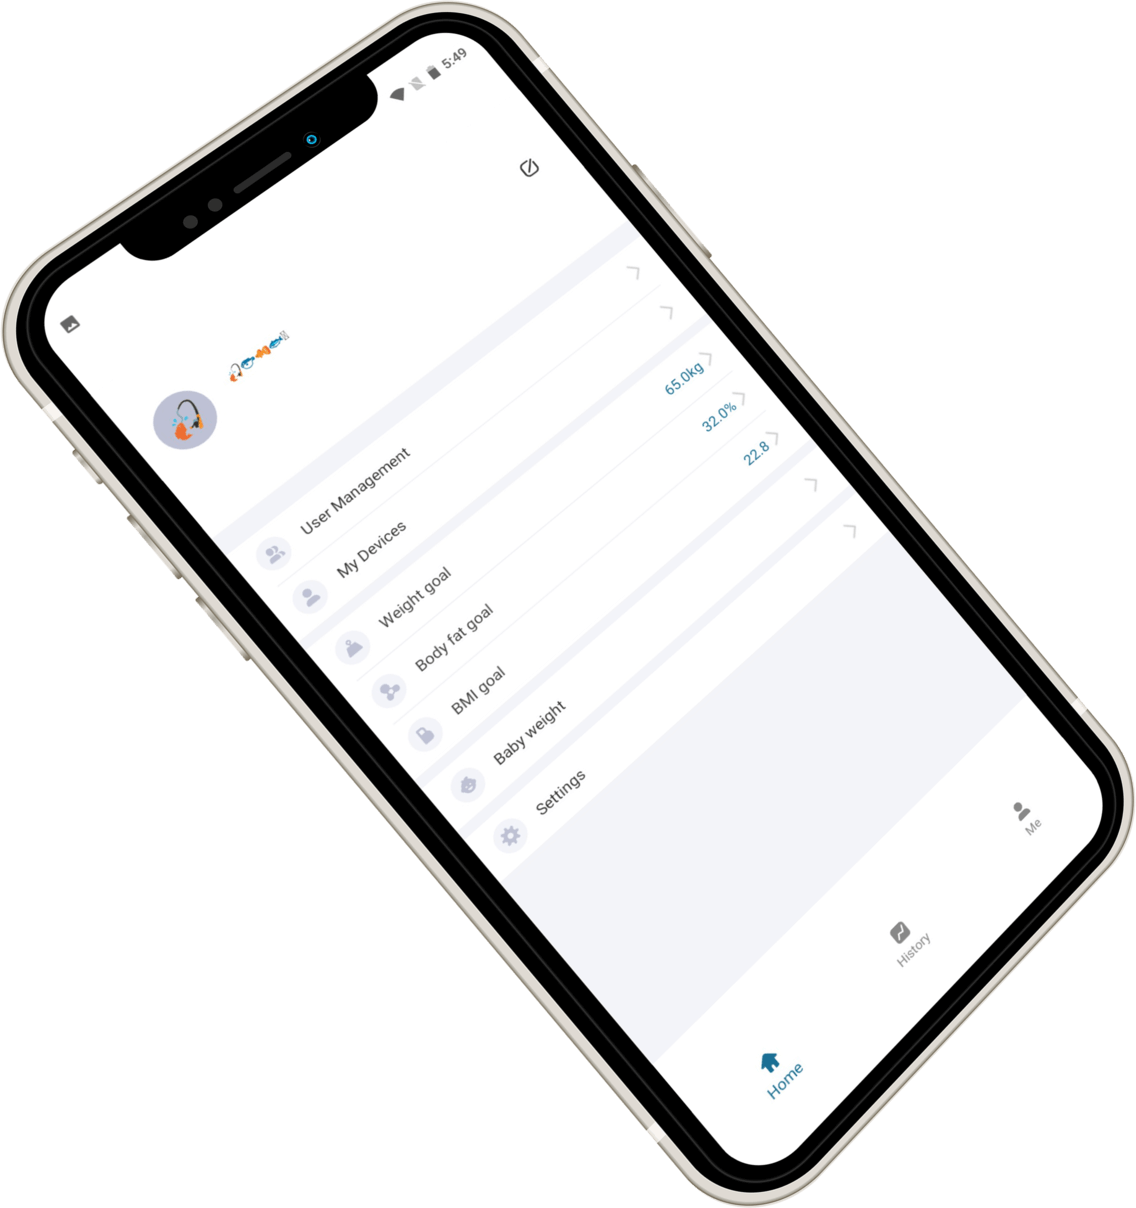 5:49
User Management
My Devices
Weight goal 65.0kg
Body fat goal 32.0%
BMI goal 22.8
Baby weight
Settings
Home
History
Me